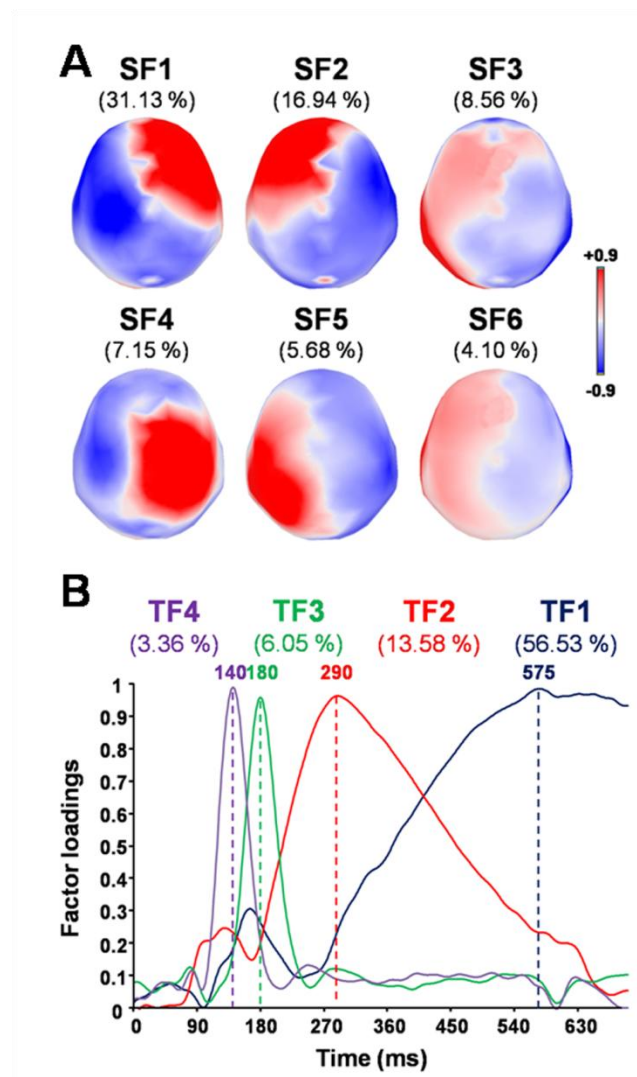 A
SF1 SF2 SF3
(31.13 %) (16.94 %) (8.56 %)
+0.9
-0.9
SF4 SF5 SF6
(7.15 %) (5.68 %) (4.10 %)
B
TF4 TF3 TF2 TF1
(3.36 %) (6.05 %) (13.58 %) (56.53 %)
140 180 290 575
1
0.9
0.8
0.7
0.6
0.5
0.4
0.3
0.2
0.1
0
Factor loadings
0 90 180 270 360 450 540 630
Time (ms)